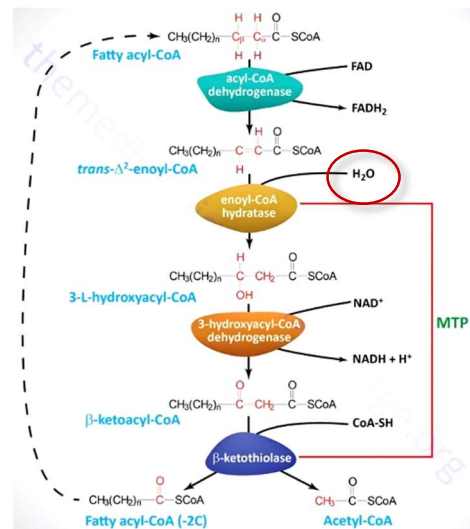 H H O
CH₃(CH₂)ₙ—Cβ—Cα—C—SCoA
H H
Fatty acyl-CoA
acyl-CoA
dehydrogenase
FAD
FADH₂
H O
CH₃(CH₂)ₙ—C—C—C—SCoA
H
trans-Δ²-enoyl-CoA
H₂O
enoyl-CoA
hydratase
H O
CH₃(CH₂)ₙ—C—CH₂—C—SCoA
OH
3-L-hydroxyacyl-CoA
NAD⁺
3-hydroxyacyl-CoA
dehydrogenase
MTP
NADH + H⁺
O O
CH₃(CH₂)ₙ—C—CH₂—C—SCoA
β-ketoacyl-CoA
CoA-SH
β-ketothiolase
O O
CH₃(CH₂)ₙ—C—SCoA CH₃—C—SCoA
Fatty acyl-CoA (-2C) Acetyl-CoA